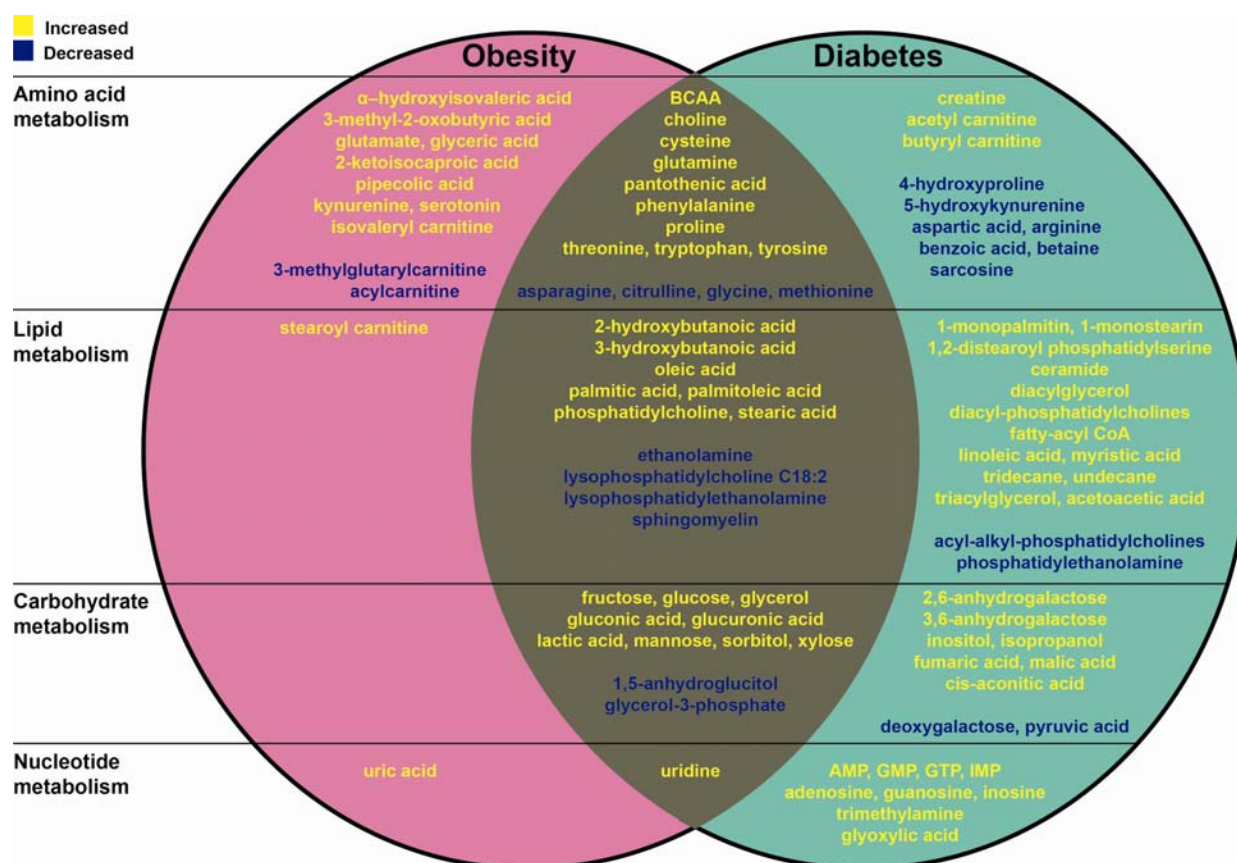 Increased
Decreased
Obesity
Diabetes
Amino acid
metabolism
α–hydroxyisovaleric acid
3-methyl-2-oxobutyric acid
glutamate, glyceric acid
2-ketoisocaproic acid
pipecolic acid
kynurenine, serotonin
isovaleryl carnitine
3-methylglutarylcarnitine
acylcarnitine
BCAA
choline
cysteine
glutamine
pantothenic acid
phenylalanine
proline
threonine, tryptophan, tyrosine
asparagine, citrulline, glycine, methionine
creatine
acetyl carnitine
butyryl carnitine
4-hydroxyproline
5-hydroxykynurenine
aspartic acid, arginine
benzoic acid, betaine
sarcosine
Lipid
metabolism
stearoyl carnitine
2-hydroxybutanoic acid
3-hydroxybutanoic acid
oleic acid
palmitic acid, palmitoleic acid
phosphatidylcholine, stearic acid
ethanolamine
lysophosphatidylcholine C18:2
lysophosphatidylethanolamine
sphingomyelin
1-monopalmitin, 1-monostearin
1,2-distearoyl phosphatidylserine
ceramide
diacylglycerol
diacyl-phosphatidylcholines
fatty-acyl CoA
linoleic acid, myristic acid
tridecane, undecane
triacylglycerol, acetoacetic acid
acyl-alkyl-phosphatidylcholines
phosphatidylethanolamine
Carbohydrate
metabolism
fructose, glucose, glycerol
gluconic acid, glucuronic acid
lactic acid, mannose, sorbitol, xylose
1,5-anhydroglucitol
glycerol-3-phosphate
2,6-anhydrogalactose
3,6-anhydrogalactose
inositol, isopropanol
fumaric acid, malic acid
cis-aconitic acid
deoxygalactose, pyruvic acid
Nucleotide
metabolism
uric acid
uridine
AMP, GMP, GTP, IMP
adenosine, guanosine, inosine
trimethylamine
glyoxylic acid